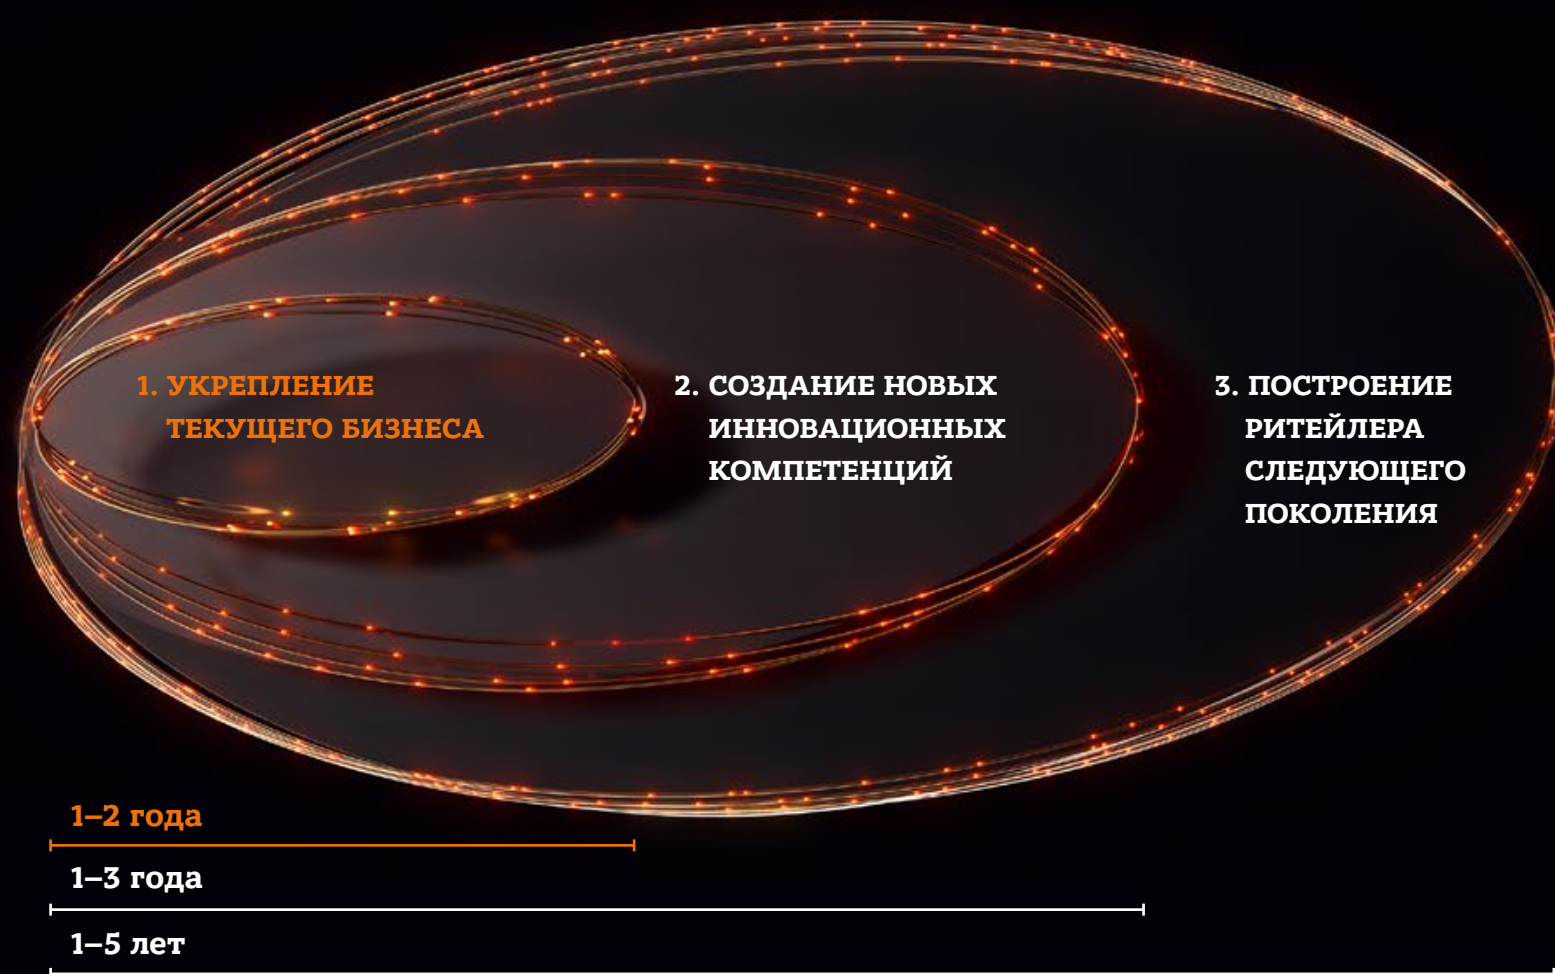 1. УКРЕПЛЕНИЕ
ТЕКУЩЕГО БИЗНЕСА
2. СОЗДАНИЕ НОВЫХ
ИННОВАЦИОННЫХ
КОМПЕТЕНЦИЙ
3. ПОСТРОЕНИЕ
РИТЕЙЛЕРА
СЛЕДУЮЩЕГО
ПОКОЛЕНИЯ
1–2 года
1–3 года
1–5 лет